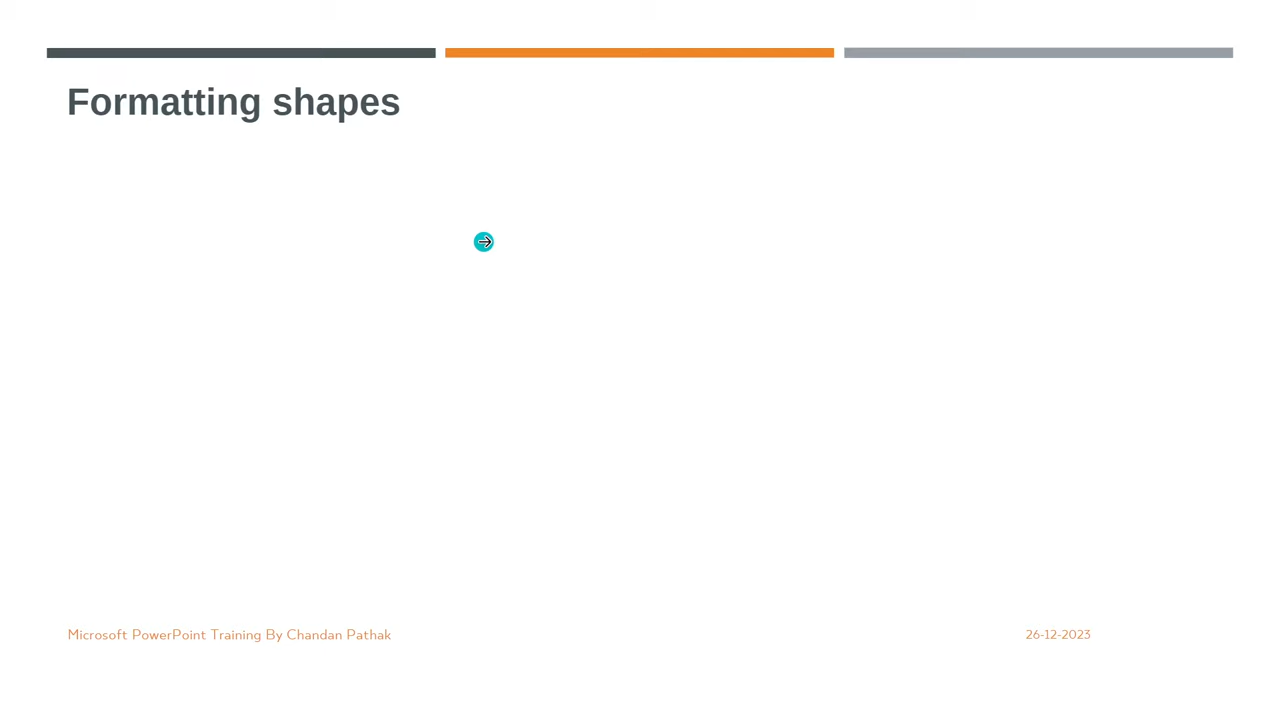 Formatting shapes
Microsoft PowerPoint Training By Chandan Pathak
26-12-2023